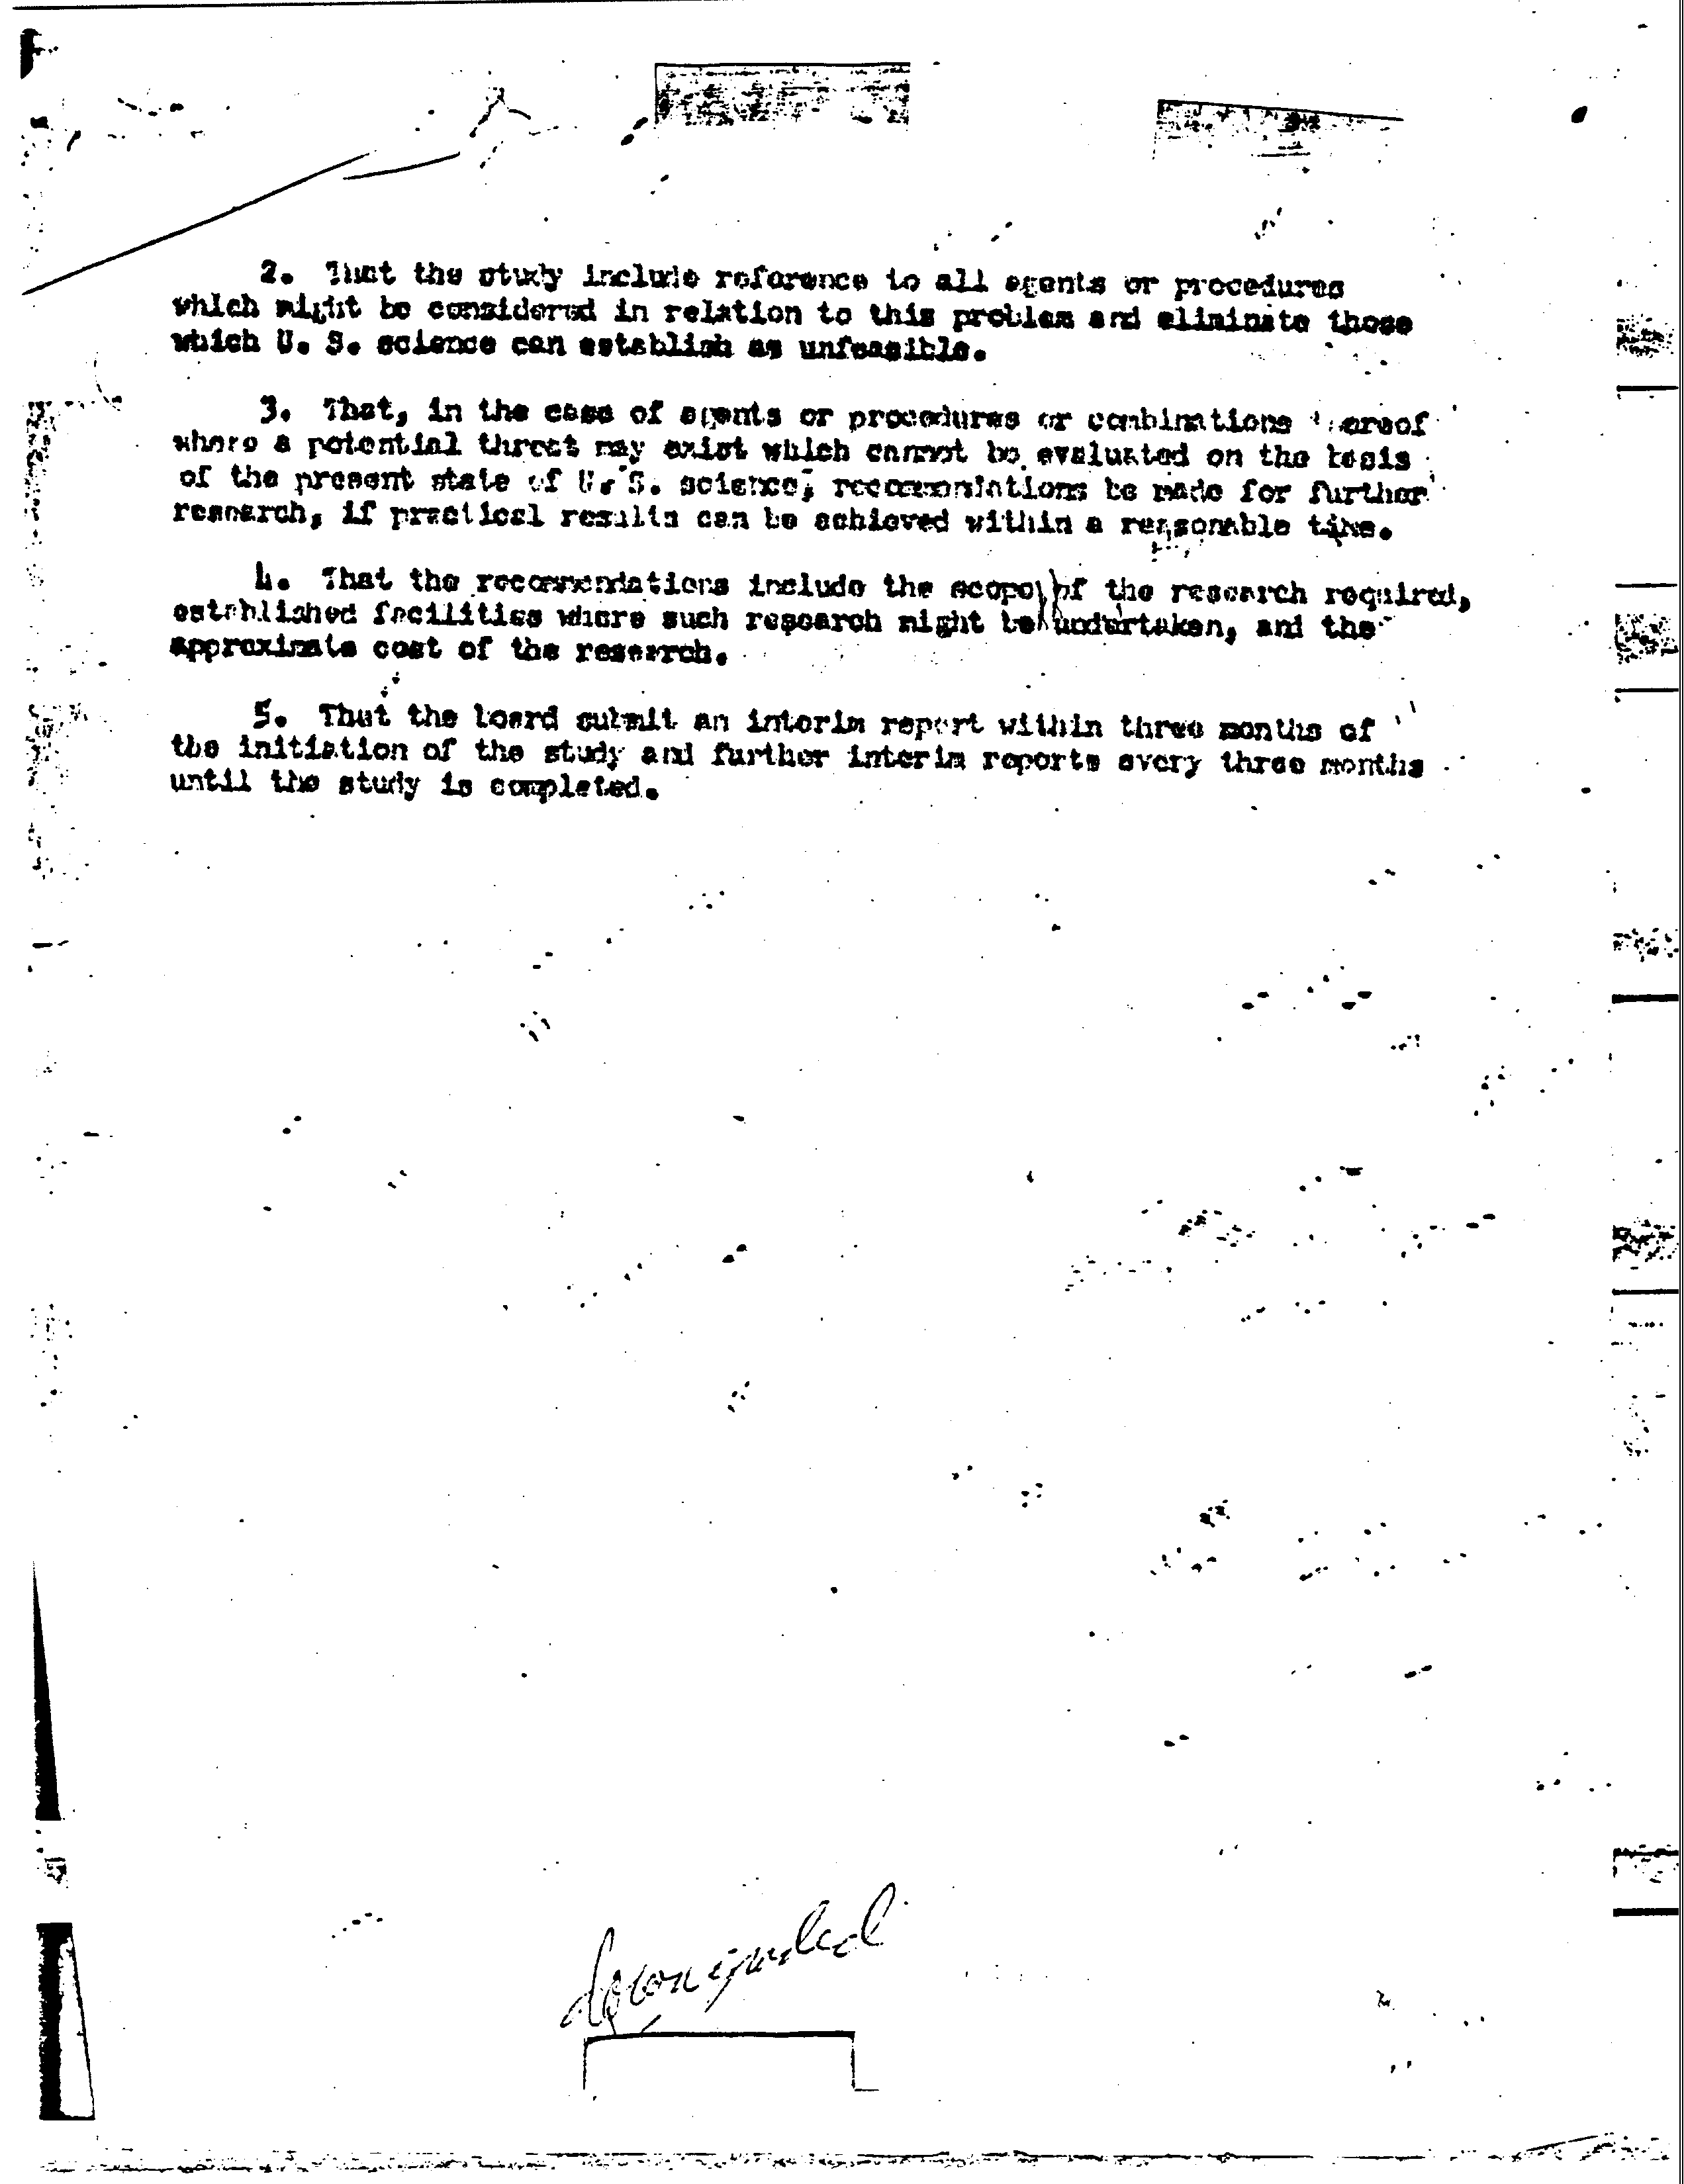 2. That the study include reference to all agents or procedures
which might be considered in relation to this problem and eliminate those
which U. S. science can establish as unfeasible.
3. That, in the case of agents or procedures or combinations thereof
where a potential threat may exist which cannot be evaluated on the basis
of the present state of U. S. science, recommendations be made for further
research, if practical results can be achieved within a reasonable time.
4. That the recommendations include the scope of the research required,
established facilities where such research might be undertaken, and the
approximate cost of the research.
5. That the board submit an interim report within three months of
the initiation of the study and further interim reports every three months
until the study is completed.
downgraded